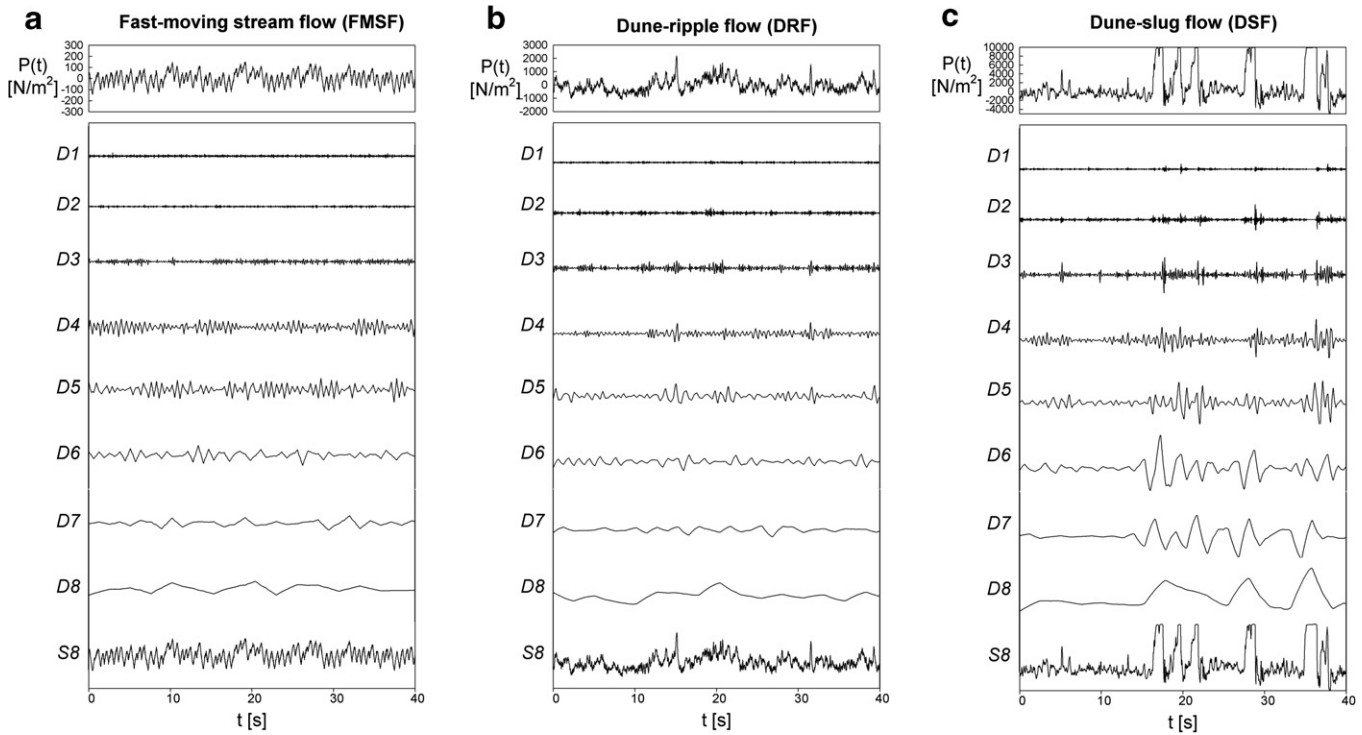 a Fast-moving stream flow (FMSF)
300
200
100
0
-100
-200
-300
P(t)
[N/m²]
D1
D2
D3
D4
D5
D6
D7
D8
S8
0 10 20 30 40
t [s]
b Dune-ripple flow (DRF)
3000
2000
1000
0
-1000
-2000
P(t)
[N/m²]
D1
D2
D3
D4
D5
D6
D7
D8
S8
0 10 20 30 40
t [s]
c Dune-slug flow (DSF)
10000
8000
6000
4000
2000
0
-2000
-4000
P(t)
[N/m²]
D1
D2
D3
D4
D5
D6
D7
D8
S8
0 10 20 30 40
t [s]